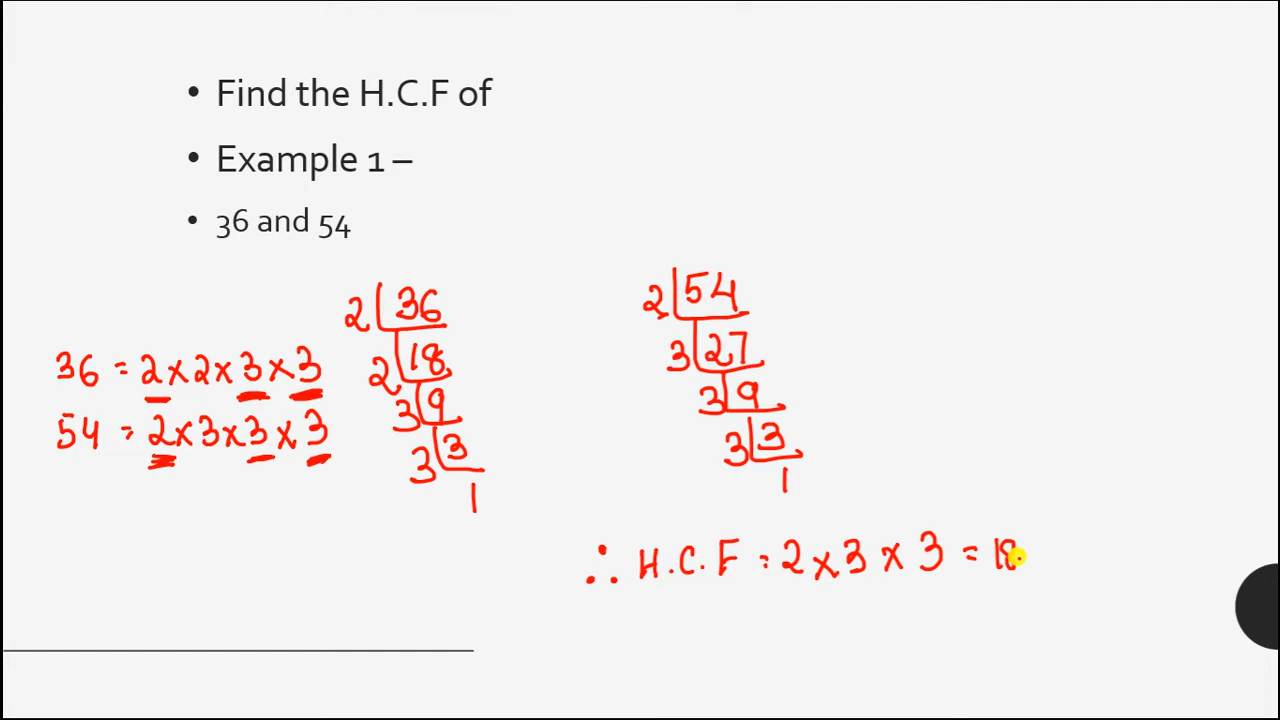 • Find the H.C.F of
• Example 1 –
• 36 and 54
36 = 2 x 2 x 3 x 3
54 = 2 x 3 x 3 x 3
2 | 36
2 | 18
3 | 9
3 | 3
1
2 | 54
3 | 27
3 | 9
3 | 3
1
∴ H.C.F = 2 x 3 x 3 = 18